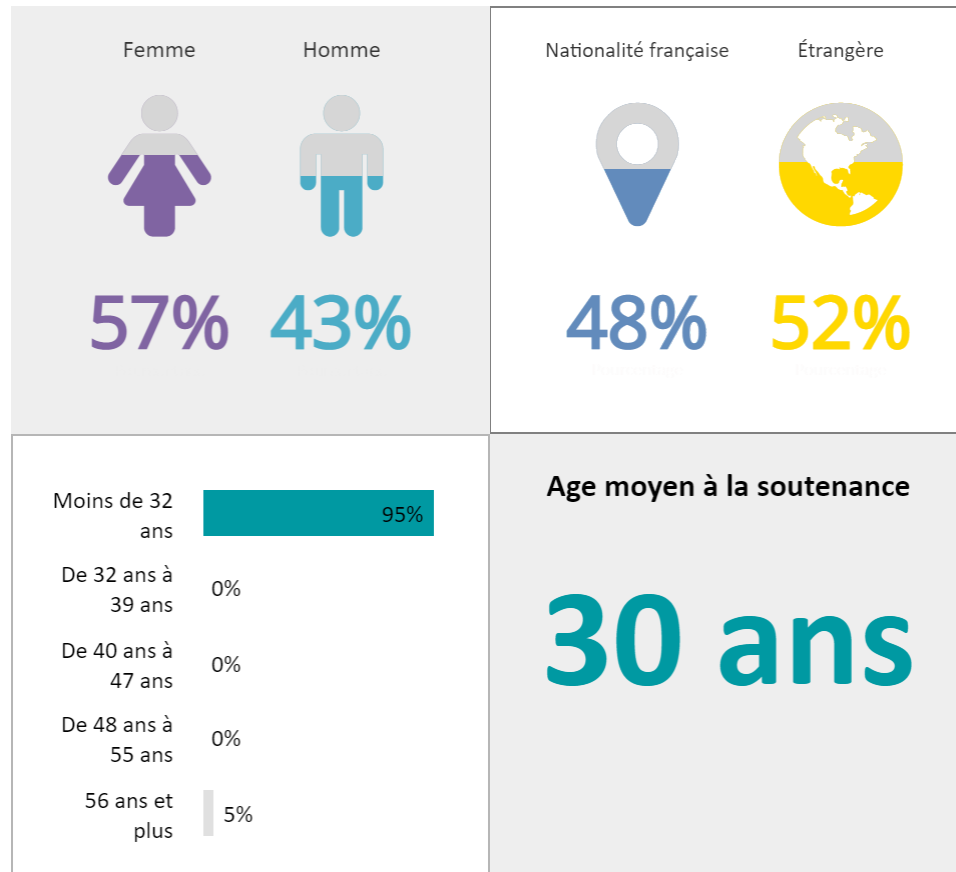 Femme Homme
57% 43%
Nationalité française Étrangère
48% 52%
Moins de 32
ans
95%
De 32 ans à
39 ans
0%
De 40 ans à
47 ans
0%
De 48 ans à
55 ans
0%
56 ans et
plus
5%
Age moyen à la soutenance
30 ans